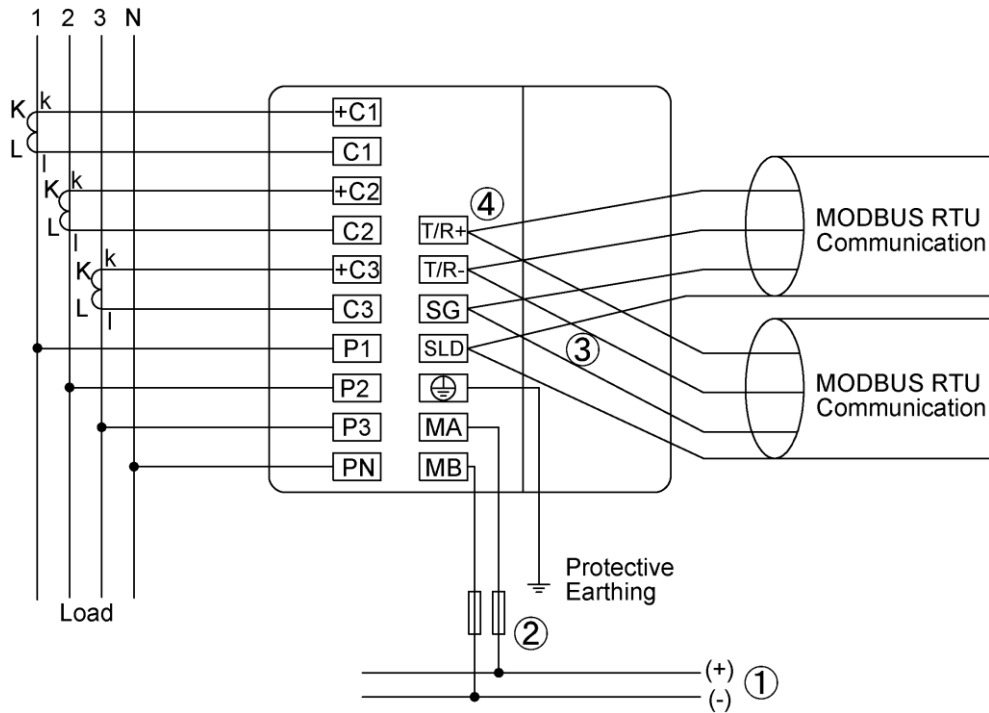 1 2 3 N
K k
L l
K k
L l
K k
L l
+C1
C1
+C2
C2
+C3
C3
P1
P2
P3
PN
④
T/R+
T/R-
SG
SLD
MA
MB
③
MODBUS RTU
Communication
MODBUS RTU
Communication
Protective
Earthing
Load
②
(+)
(-)
①